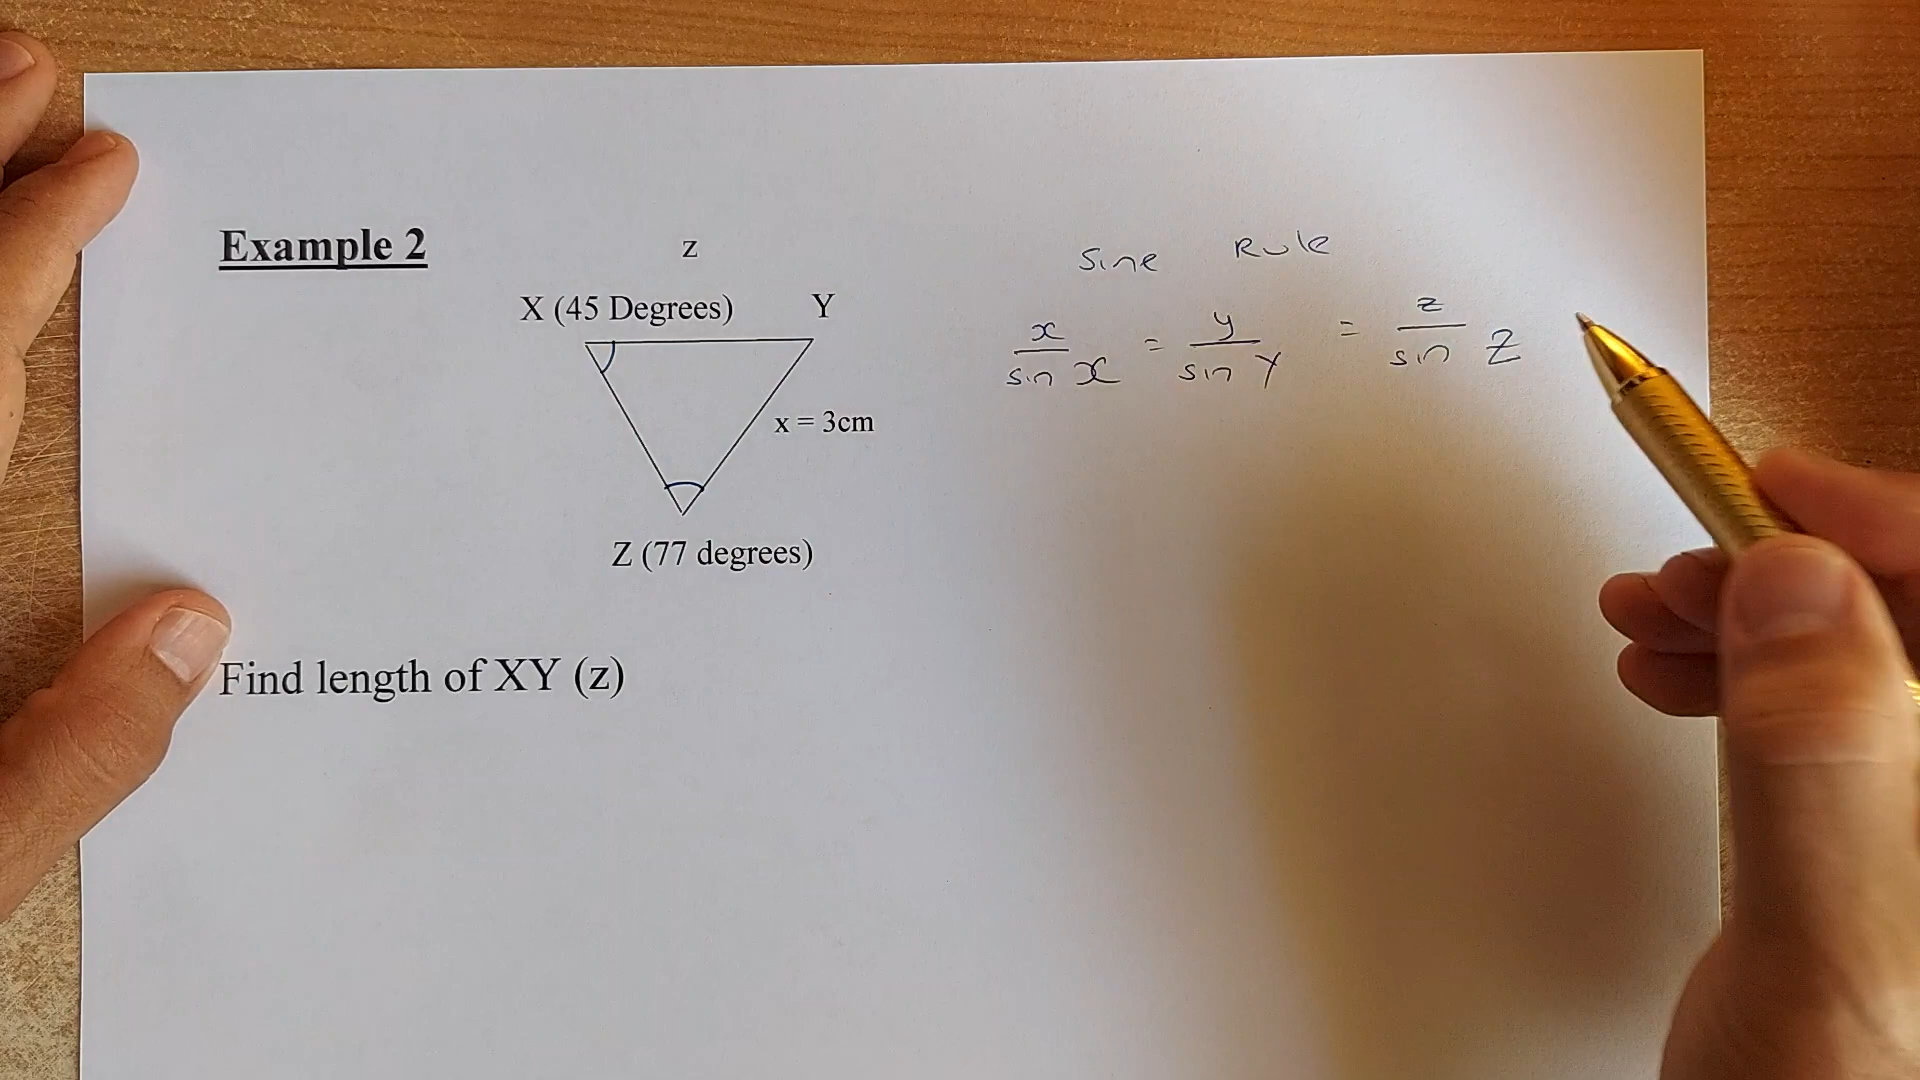 Example 2
z
X (45 Degrees) Y
x = 3cm
Z (77 degrees)
Find length of XY (z)
Sine Rule
x/sin X = y/sin Y = z/sin Z